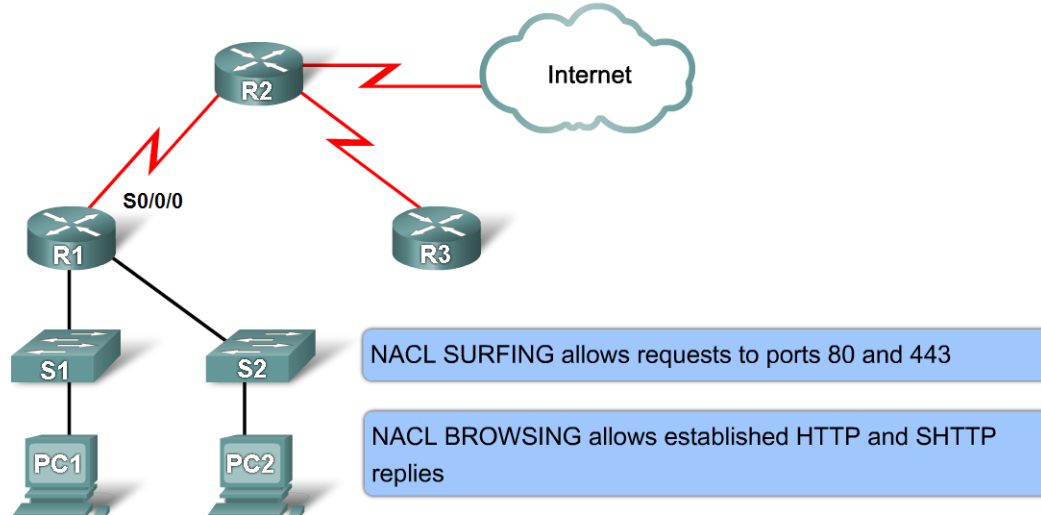 Internet
R2
S0/0/0
R1
R3
S1
S2
NACL SURFING allows requests to ports 80 and 443
PC1
PC2
NACL BROWSING allows established HTTP and SHTTP
replies